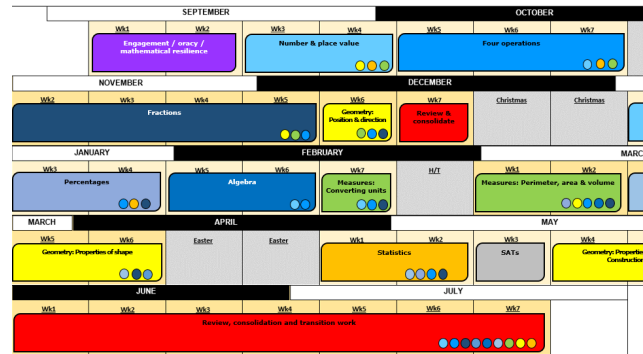 SEPTEMBER OCTOBER
Wk1 Wk2 Wk3 Wk4 Wk5 Wk6 Wk7
Engagement / oracy /
mathematical resilience
Number & place value
Four operations
NOVEMBER DECEMBER
Wk2 Wk3 Wk4 Wk5 Wk6 Wk7 Christmas Christmas
Fractions
Geometry:
Position & direction
Review &
consolidate
JANUARY FEBRUARY MARC
Wk3 Wk4 Wk5 Wk6 Wk7 H/T Wk1 Wk2
Percentages
Algebra
Measures:
Converting units
Measures: Perimeter, area & volume
MARCH APRIL MAY
Wk5 Wk6 Easter Easter Wk1 Wk2 Wk3 Wk4
Geometry: Properties of shape
Statistics
SATs
Geometry: Propertie
Construction
JUNE JULY
Wk1 Wk2 Wk3 Wk4 Wk5 Wk6 Wk7
Review, consolidation and transition work